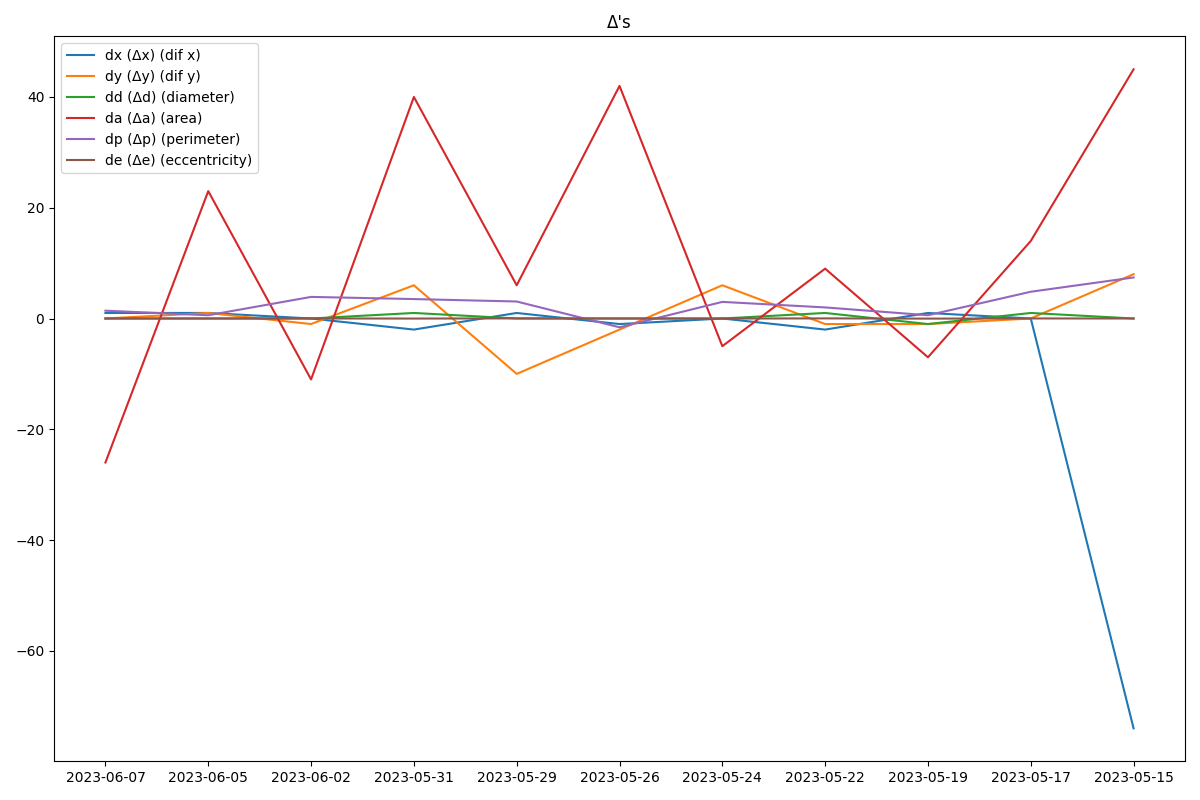 Δ's
dx (Δx) (dif x)
dy (Δy) (dif y)
dd (Δd) (diameter)
da (Δa) (area)
dp (Δp) (perimeter)
de (Δe) (eccentricity)
40
20
0
−20
−40
−60
2023-06-07 2023-06-05 2023-06-02 2023-05-31 2023-05-29 2023-05-26 2023-05-24 2023-05-22 2023-05-19 2023-05-17 2023-05-15